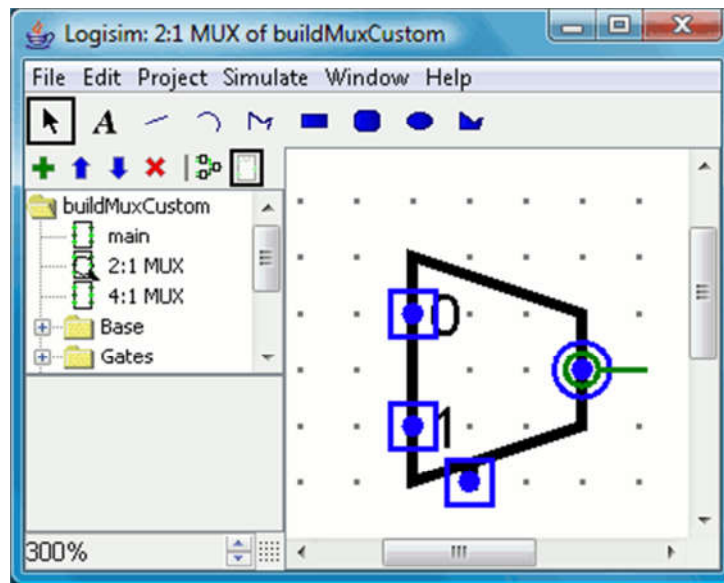 Logisim: 2:1 MUX of buildMuxCustom
File Edit Project Simulate Window Help
A
buildMuxCustom
main
2:1 MUX
4:1 MUX
Base
Gates
0
1
300%